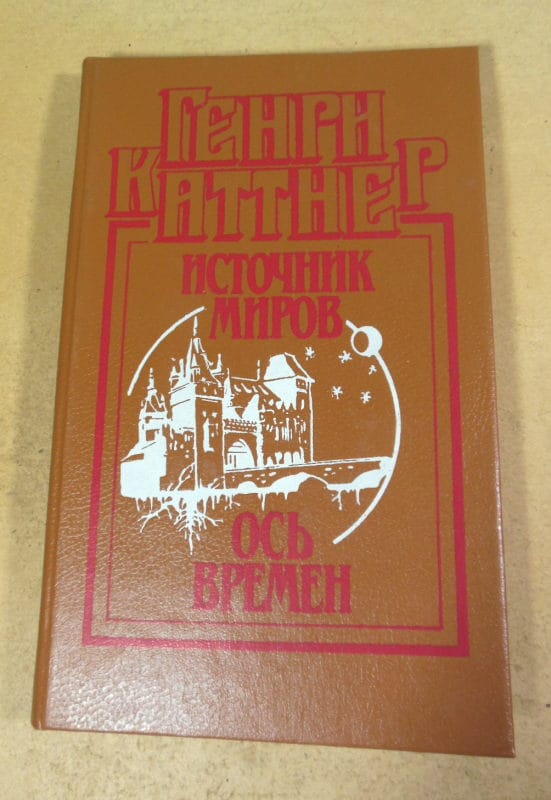 ГЕНРИ
КАТТНЕР
ИСТОЧНИК
МИРОВ
ОСЬ
ВРЕМЕН